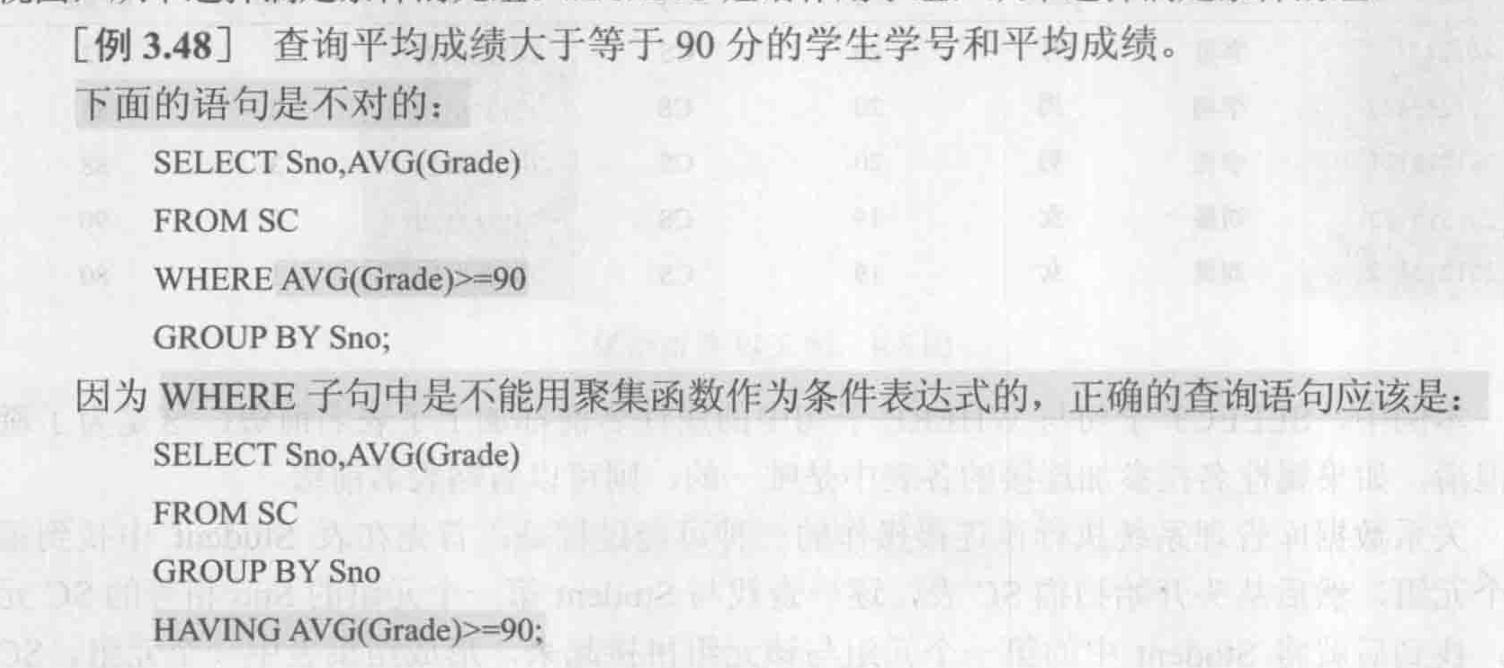 [例 3.48] 查询平均成绩大于等于 90 分的学生学号和平均成绩。
下面的语句是不对的：
SELECT Sno,AVG(Grade)
FROM SC
WHERE AVG(Grade)>=90
GROUP BY Sno;
因为 WHERE 子句中是不能用聚集函数作为条件表达式的，正确的查询语句应该是：
SELECT Sno,AVG(Grade)
FROM SC
GROUP BY Sno
HAVING AVG(Grade)>=90;